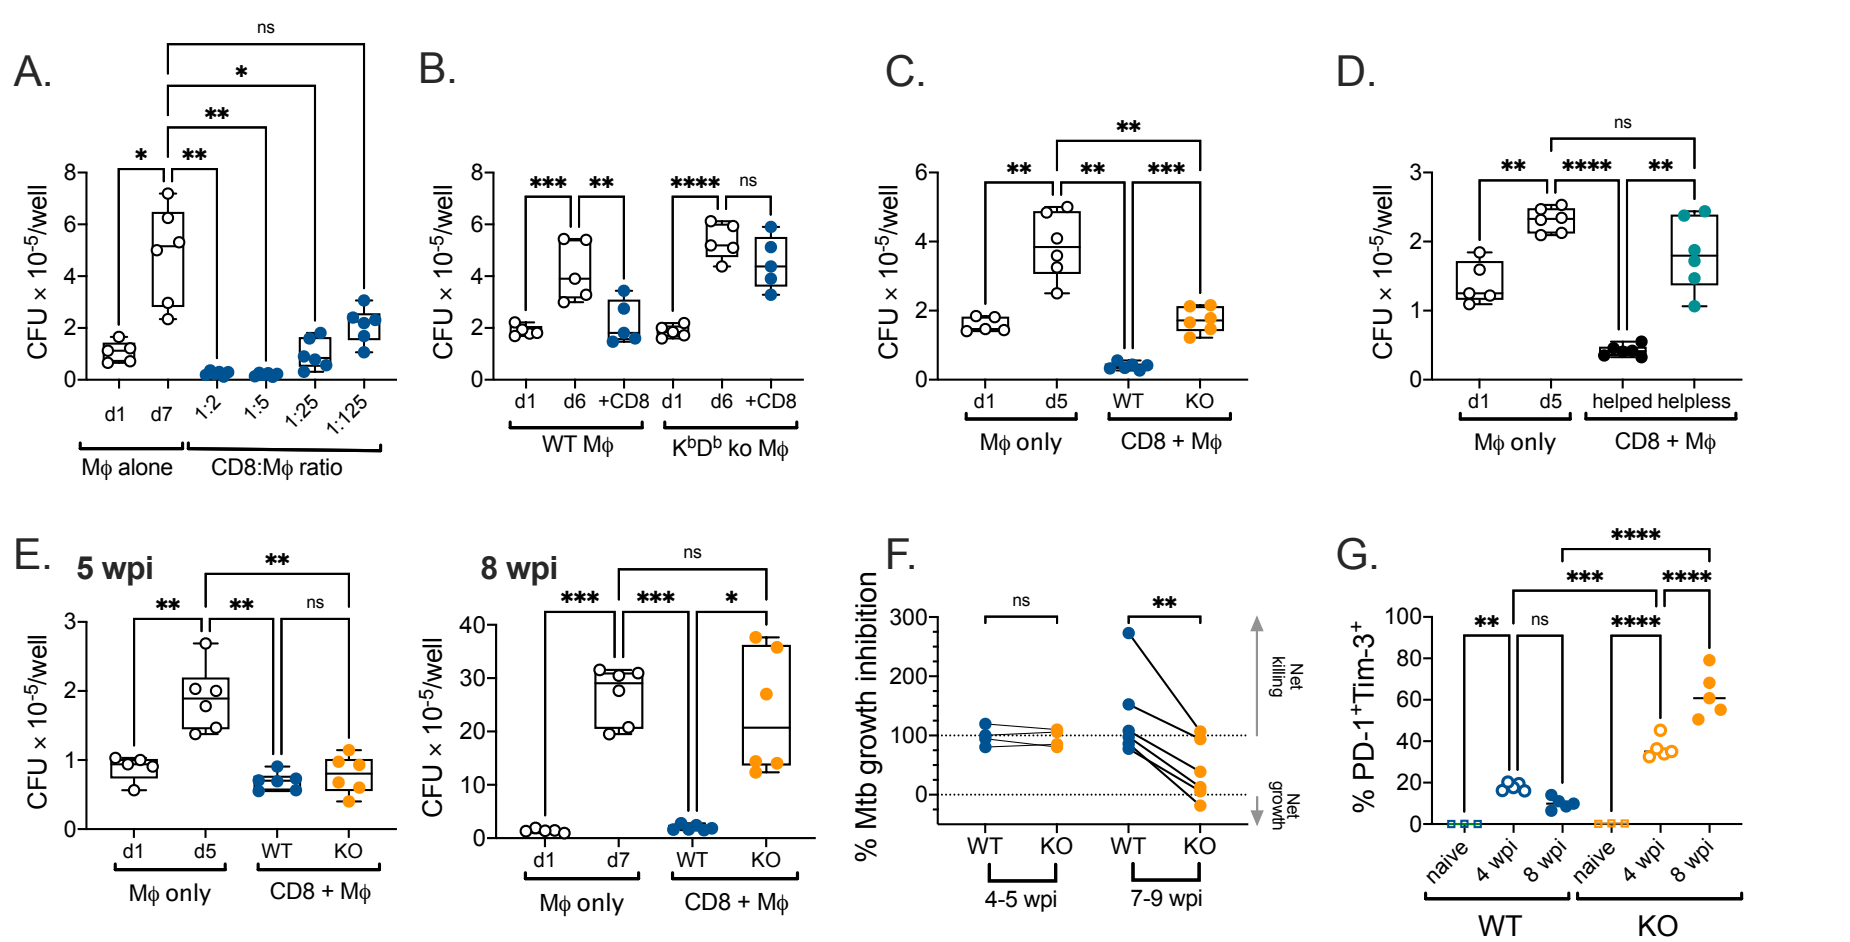 A.
ns
*
**
* **
CFU × 10-5/well
8
6
4
2
0
d1 d7 1:2 1:5 1:25 1:125
Mϕ alone CD8:Mϕ ratio
B.
*** ** **** ns
CFU × 10-5/well
8
6
4
2
0
d1 d6 +CD8 d1 d6 +CD8
WT Mϕ KbDb ko Mϕ
C.
**
** ** ***
CFU × 10-5/well
6
4
2
0
d1 d5 WT KO
Mϕ only CD8 + Mϕ
D.
ns
** **** **
CFU × 10-5/well
3
2
1
0
d1 d5 helped helpless
Mϕ only CD8 + Mϕ
E.
5 wpi
**
** ** ns
CFU × 10-5/well
3
2
1
0
d1 d5 WT KO
Mϕ only CD8 + Mϕ
8 wpi
ns
*** *** *
CFU × 10-5/well
40
30
20
10
0
d1 d7 WT KO
Mϕ only CD8 + Mϕ
F.
ns **
% Mtb growth inhibition
300
200
100
0
Net
killing
Net
growth
WT KO WT KO
4-5 wpi 7-9 wpi
G.
****
*** ****
** ns ****
% PD-1+Tim-3+
100
80
60
40
20
0
naive 4 wpi 8 wpi naive 4 wpi 8 wpi
WT KO